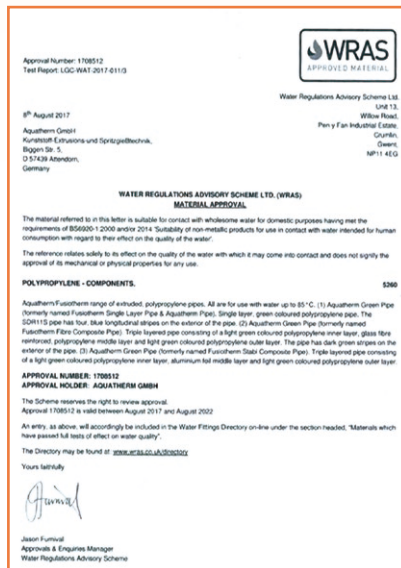 WRAS
APPROVED MATERIAL
Approval Number: 1708512
Test Report: LGC-WAT-2017-011/3
Water Regulations Advisory Scheme Ltd.
Unit 13,
Willow Road,
Pen y Fan Industrial Estate,
Crumlin,
Gwent,
NP11 4EG
8th August 2017
Aquatherm GmbH
Kunststoff-Extrusions und Spritzgießtechnik,
Biggen Str. 5,
D 57439 Attendorn,
Germany
WATER REGULATIONS ADVISORY SCHEME LTD. (WRAS)
MATERIAL APPROVAL
The material referred to in this letter is suitable for contact with wholesome water for domestic purposes having met the
requirements of BS6920-1:2000 and/or 2014 'Suitability of non-metallic products for use in contact with water intended for human
consumption with regard to their effect on the quality of the water'.
The reference relates solely to its effect on the quality of the water with which it may come into contact and does not signify the
approval of its mechanical or physical properties for any use.
POLYPROPYLENE - COMPONENTS. 5260
Aquatherm Fusiotherm range of extruded, polypropylene pipes. All are for use with water up to 85°C. (1) Aquatherm Green Pipe
(formerly named Fusiotherm Single Layer Pipe & Aquatherm Pipe). Single layer, green coloured polypropylene pipe. The
SDR11S pipe has four, blue longitudinal stripes on the exterior of the pipe. (2) Aquatherm Green Pipe (formerly named
Fusiotherm Fibre Composite Pipe). Triple layered pipe consisting of a light green coloured polypropylene inner layer, glass fibre
reinforced, polypropylene middle layer and light green coloured polypropylene outer layer. The pipe has dark green stripes on the
exterior of the pipe. (3) Aquatherm Green Pipe (formerly named Fusiotherm Stabi Composite Pipe). Triple layered pipe consisting
of a light green coloured polypropylene inner layer, aluminium foil middle layer and light green coloured polypropylene outer layer.
APPROVAL NUMBER: 1708512
APPROVAL HOLDER: AQUATHERM GMBH
The Scheme reserves the right to review approval.
Approval 1708512 is valid between August 2017 and August 2022
An entry, as above, will accordingly be included in the Water Fittings Directory on-line under the section headed, "Materials which
have passed full tests of effect on water quality".
The Directory may be found at: www.wras.co.uk/directory
Yours faithfully
Jason Furnival
Approvals & Enquiries Manager
Water Regulations Advisory Scheme